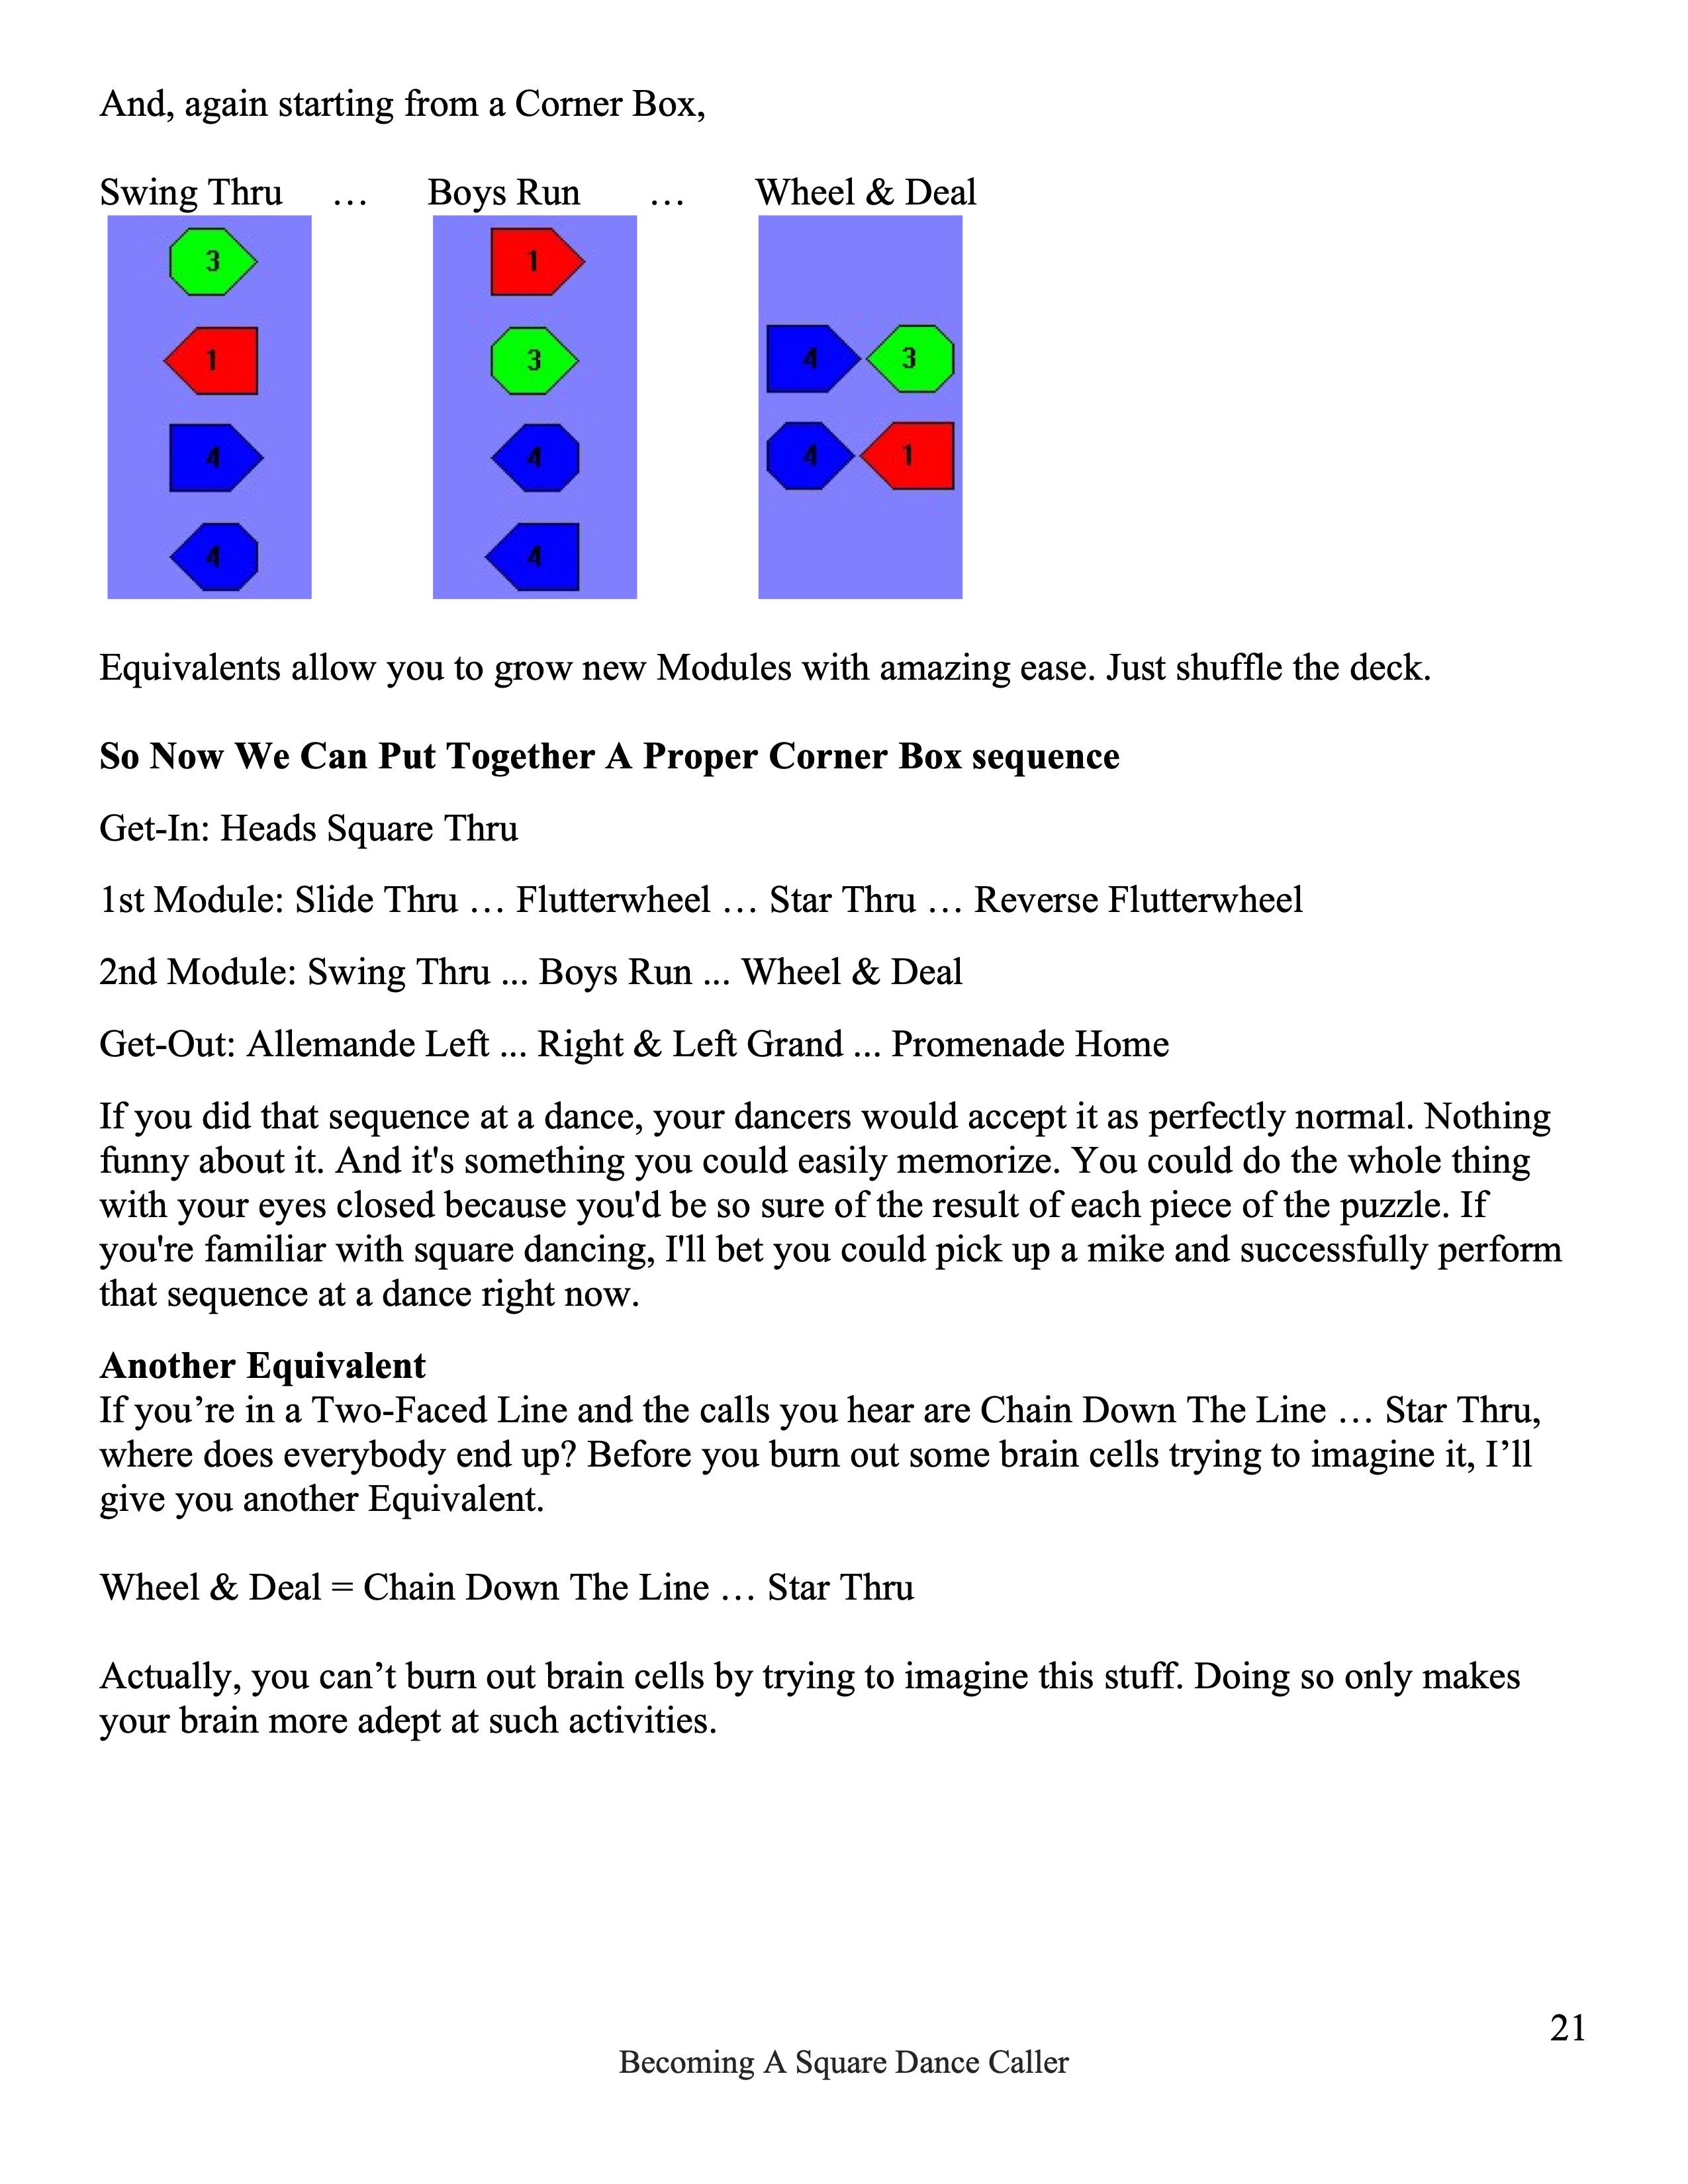 And, again starting from a Corner Box,
Swing Thru … Boys Run … Wheel & Deal
3 1
1 3 4 3
4 4 4 1
4 4
Equivalents allow you to grow new Modules with amazing ease. Just shuffle the deck.
So Now We Can Put Together A Proper Corner Box sequence
Get-In: Heads Square Thru
1st Module: Slide Thru … Flutterwheel … Star Thru … Reverse Flutterwheel
2nd Module: Swing Thru ... Boys Run ... Wheel & Deal
Get-Out: Allemande Left ... Right & Left Grand ... Promenade Home
If you did that sequence at a dance, your dancers would accept it as perfectly normal. Nothing
funny about it. And it's something you could easily memorize. You could do the whole thing
with your eyes closed because you'd be so sure of the result of each piece of the puzzle. If
you're familiar with square dancing, I'll bet you could pick up a mike and successfully perform
that sequence at a dance right now.
Another Equivalent
If you’re in a Two-Faced Line and the calls you hear are Chain Down The Line … Star Thru,
where does everybody end up? Before you burn out some brain cells trying to imagine it, I’ll
give you another Equivalent.
Wheel & Deal = Chain Down The Line … Star Thru
Actually, you can’t burn out brain cells by trying to imagine this stuff. Doing so only makes
your brain more adept at such activities.
21
Becoming A Square Dance Caller